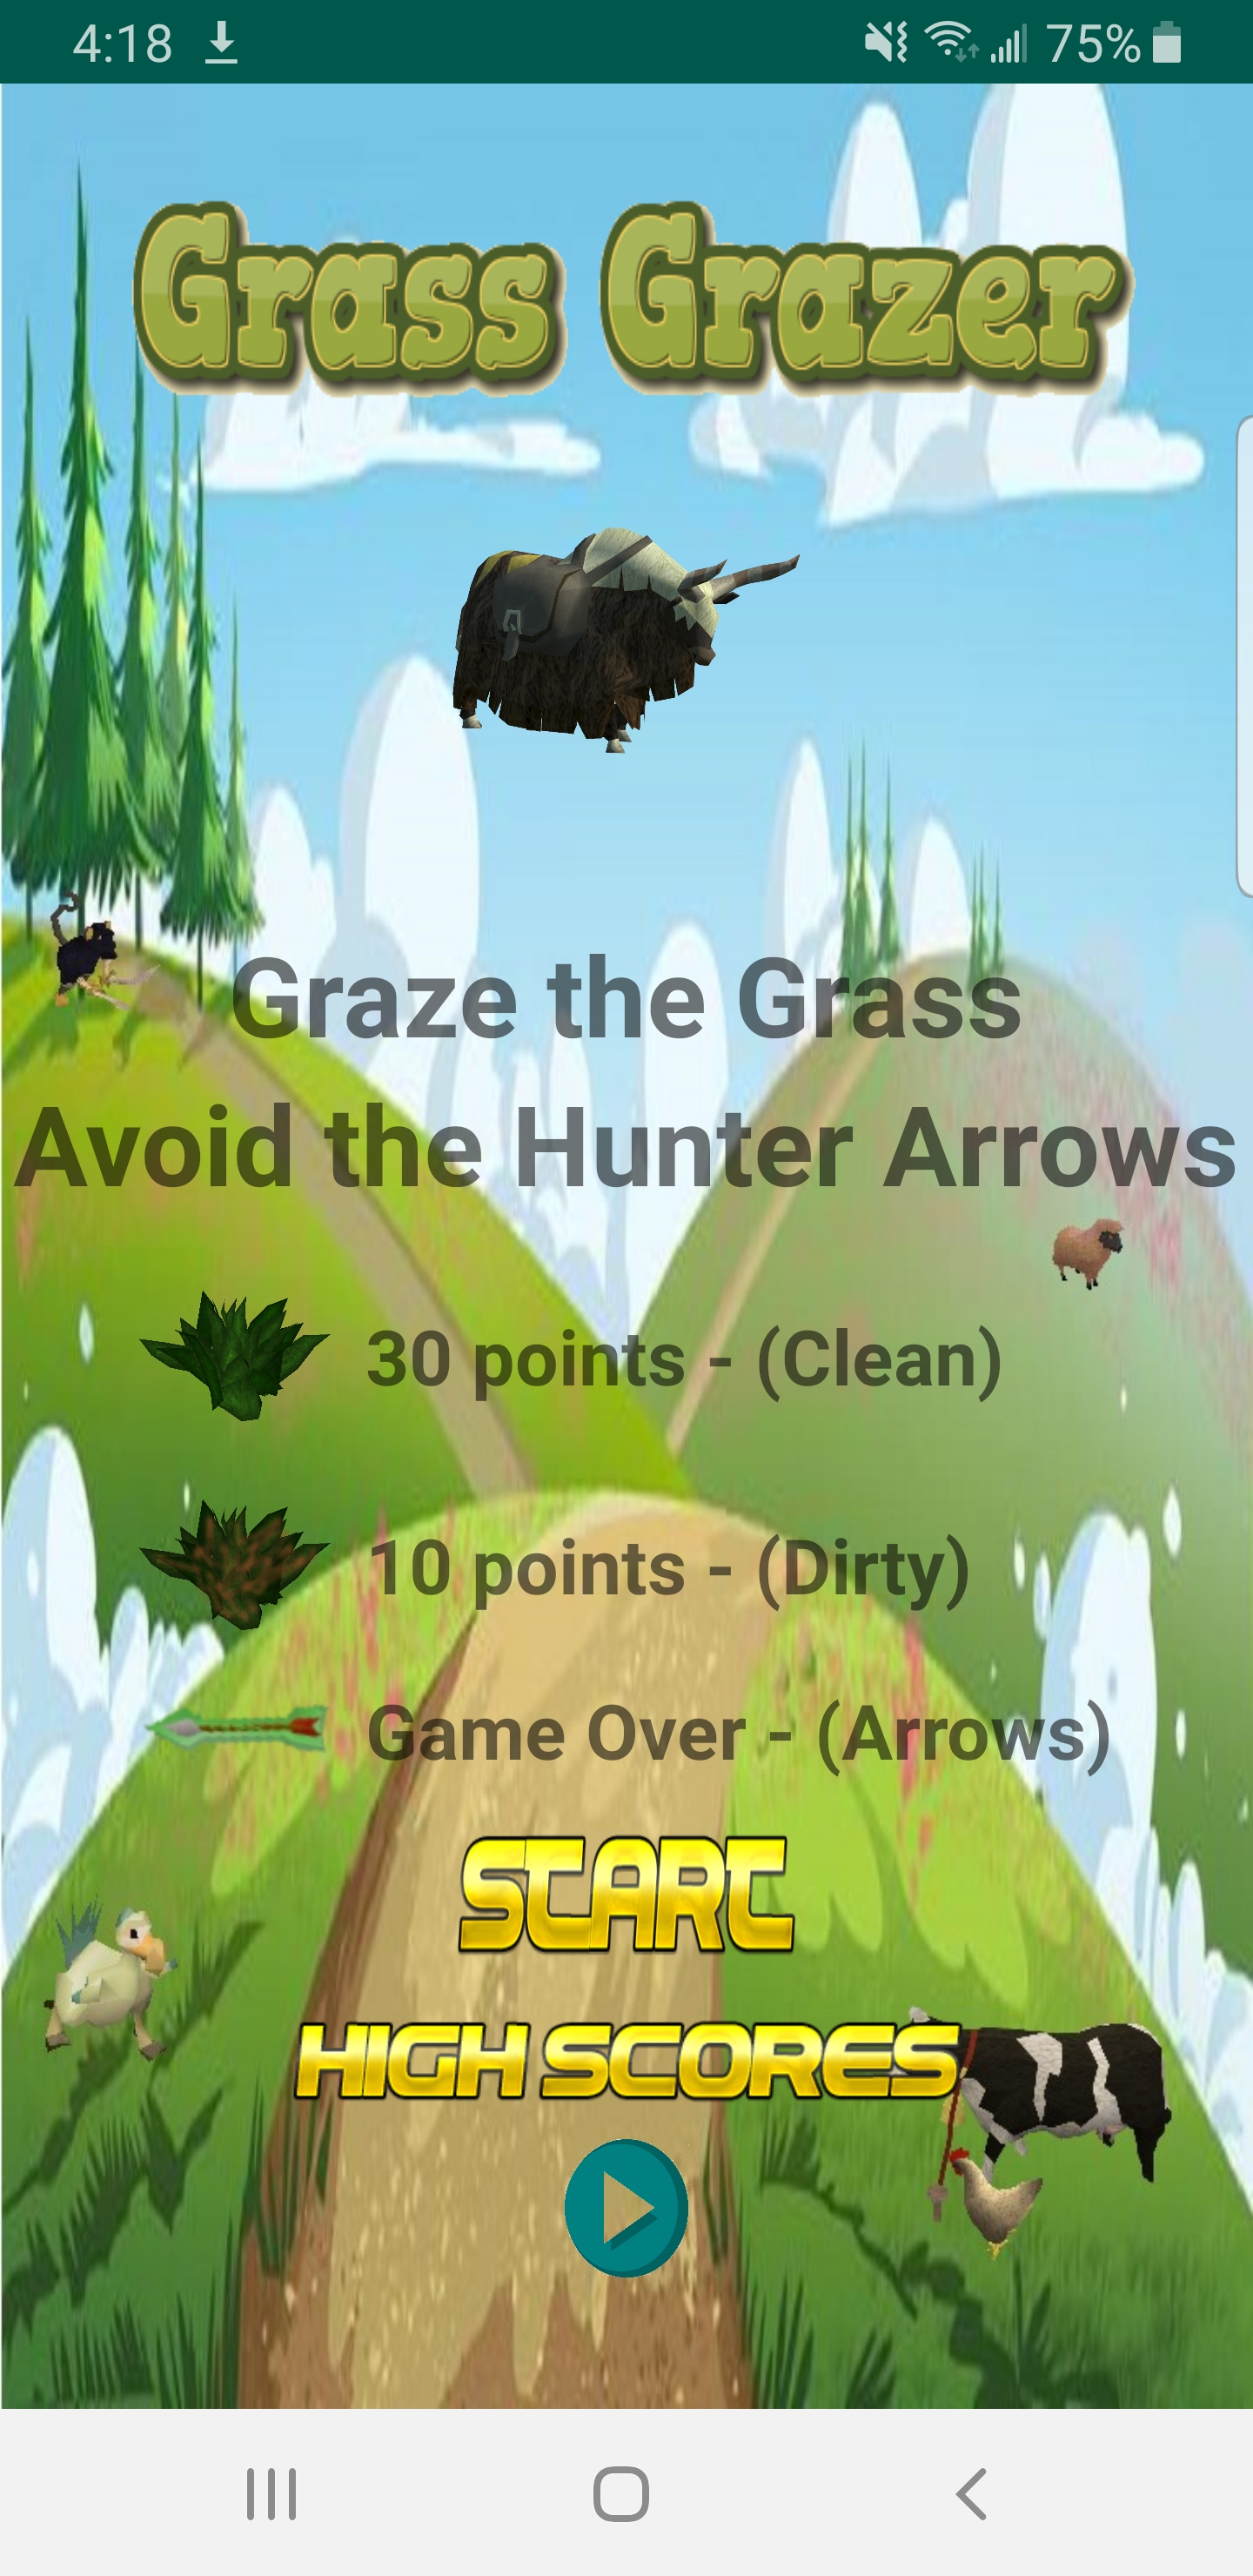 4:18 75%
Grass Grazer
Graze the Grass
Avoid the Hunter Arrows
30 points - (Clean)
10 points - (Dirty)
Game Over - (Arrows)
START
HIGH SCORES